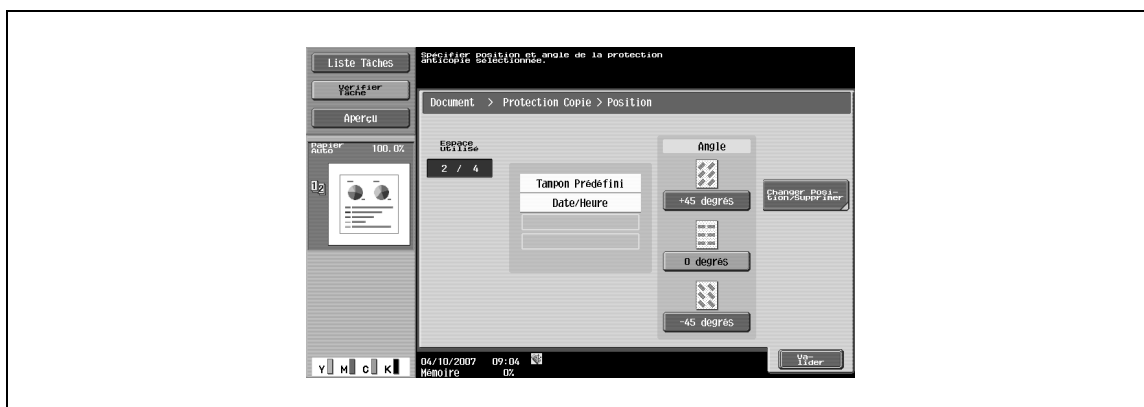 Liste Tâches
Vérifier
Tâche
Aperçu
Papier
Auto 100.0%
Spécifier position et angle de la protection
anticopie sélectionnée.
Document > Protection Copie > Position
Espace
utilisé
2 / 4
Tampon Prédéfini
Date/Heure
Angle
+45 degrés
0 degrés
-45 degrés
Changer Posi-
tion/Supprimer
Y M C K
04/10/2007 09:04
Mémoire 0%
Va-
lider